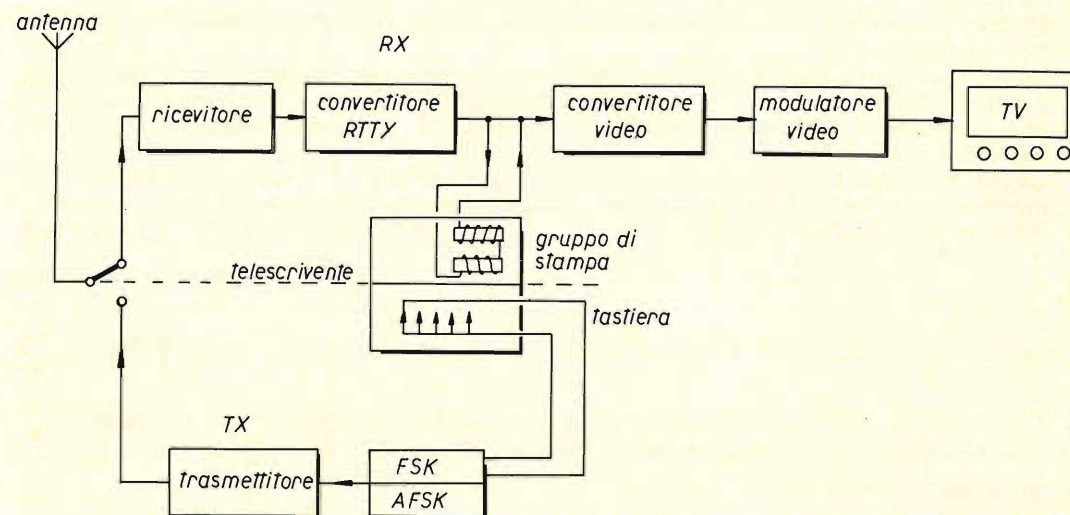 antenna
RX
ricevitore
convertitore
RTTY
convertitore
video
modulatore
video
TV
gruppo di
stampa
telescrivente
tastiera
TX
trasmettitore
FSK
AFSK